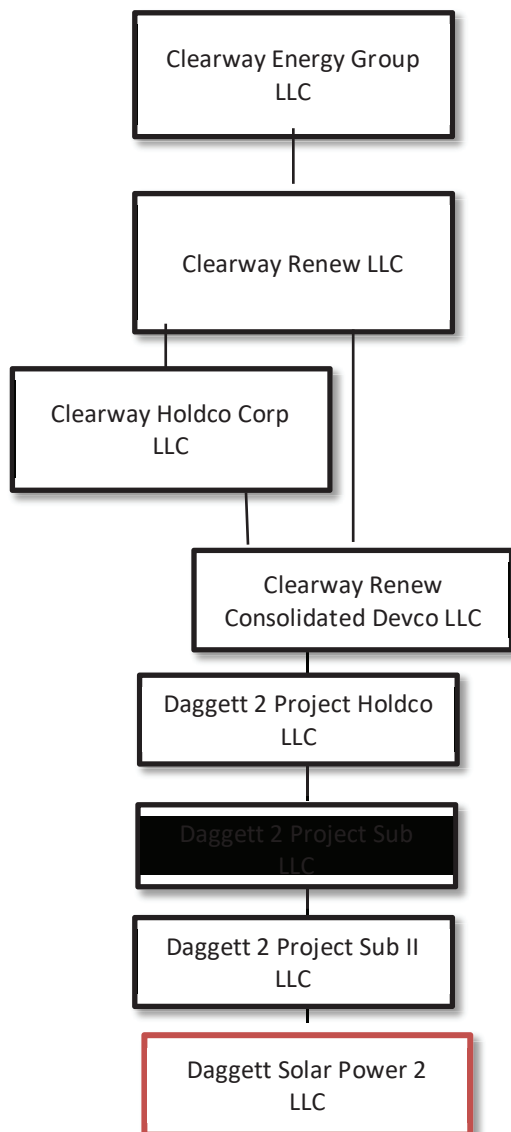 Clearway Energy Group
LLC
Clearway Renew LLC
Clearway Holdco Corp
LLC
Clearway Renew
Consolidated Devco LLC
Daggett 2 Project Holdco
LLC
Daggett 2 Project Sub
LLC
Daggett 2 Project Sub II
LLC
Daggett Solar Power 2
LLC